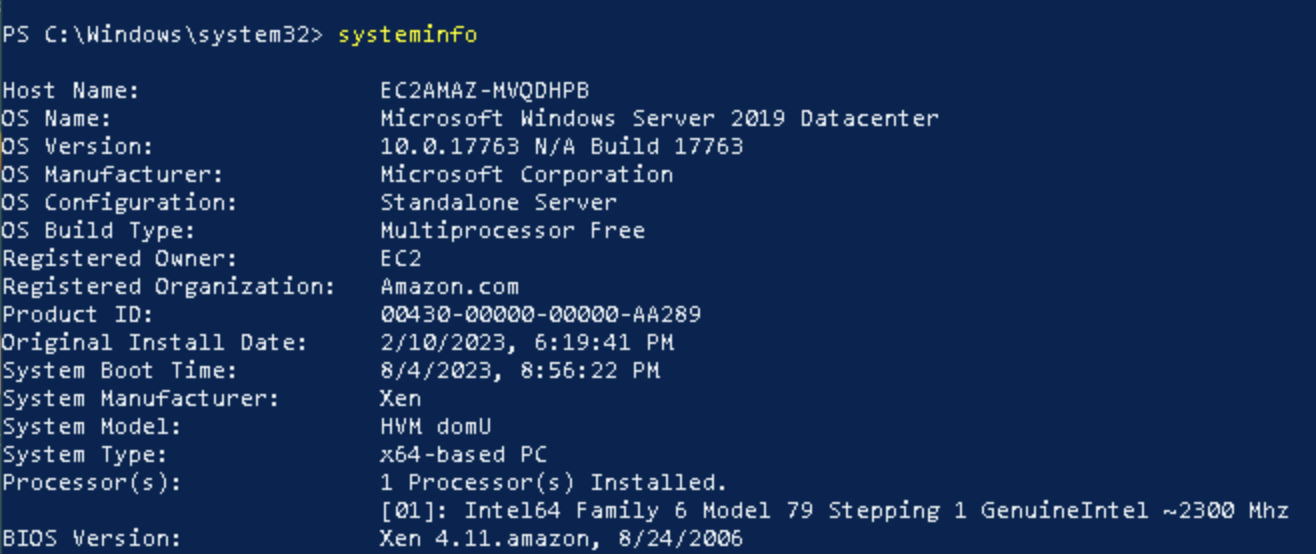 PS C:\Windows\system32> systeminfo
Host Name: EC2AMAZ-MVQDHPB
OS Name: Microsoft Windows Server 2019 Datacenter
OS Version: 10.0.17763 N/A Build 17763
OS Manufacturer: Microsoft Corporation
OS Configuration: Standalone Server
OS Build Type: Multiprocessor Free
Registered Owner: EC2
Registered Organization: Amazon.com
Product ID: 00430-00000-00000-AA289
Original Install Date: 2/10/2023, 6:19:41 PM
System Boot Time: 8/4/2023, 8:56:22 PM
System Manufacturer: Xen
System Model: HVM domU
System Type: x64-based PC
Processor(s): 1 Processor(s) Installed.
[01]: Intel64 Family 6 Model 79 Stepping 1 GenuineIntel ~2300 Mhz
BIOS Version: Xen 4.11.amazon, 8/24/2006